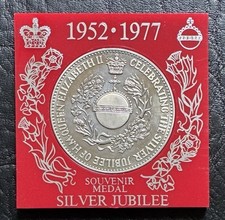 1952 · 1977
CELEBRATING THE SILVER JUBILEE OF H.M. QUEEN ELIZABETH II
SOUVENIR
MEDAL
SILVER JUBILEE